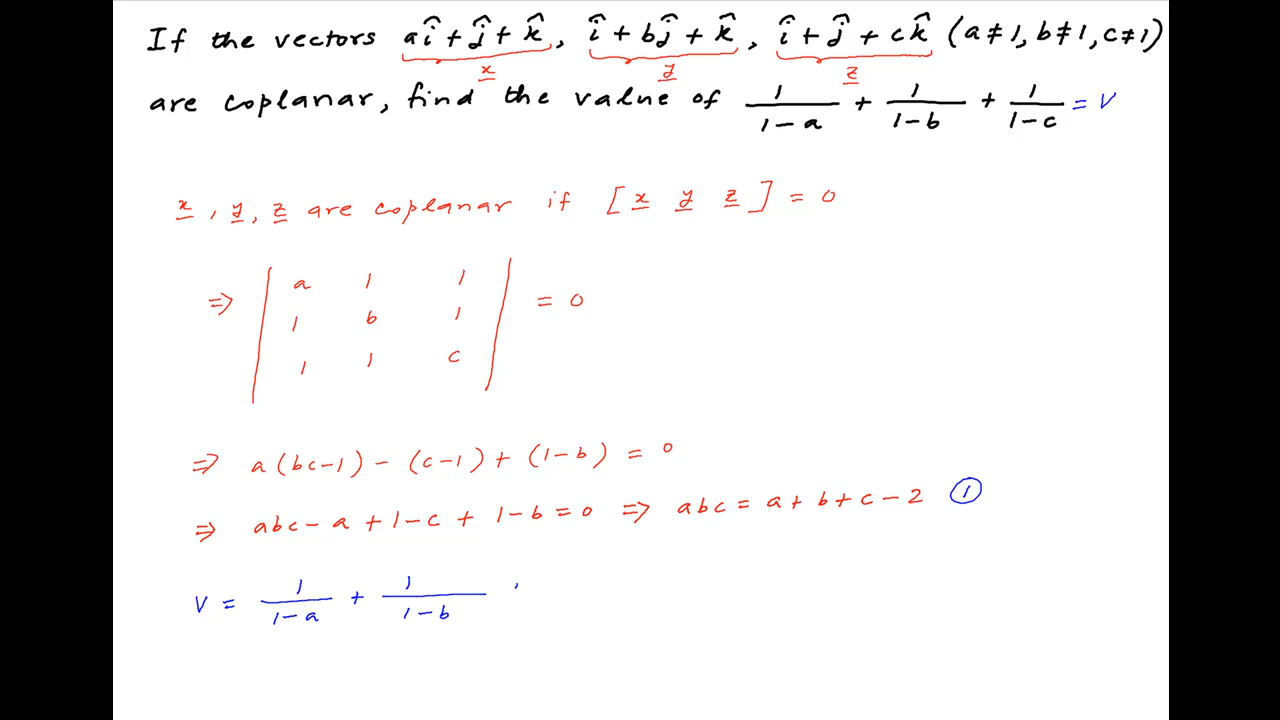 If the vectors aî + ĵ + k̂, î + bĵ + k̂, î + ĵ + ck̂ (a≠1, b≠1, c≠1)
x y z
are coplanar, find the value of 1/(1-a) + 1/(1-b) + 1/(1-c) = V
x, y, z are coplanar if [x y z] = 0
⇒ | a 1 1 |
| 1 b 1 | = 0
| 1 1 c |
⇒ a(bc-1) - (c-1) + (1-b) = 0
⇒ abc - a + 1 - c + 1 - b = 0 ⇒ abc = a + b + c - 2 ①
V = 1/(1-a) + 1/(1-b)